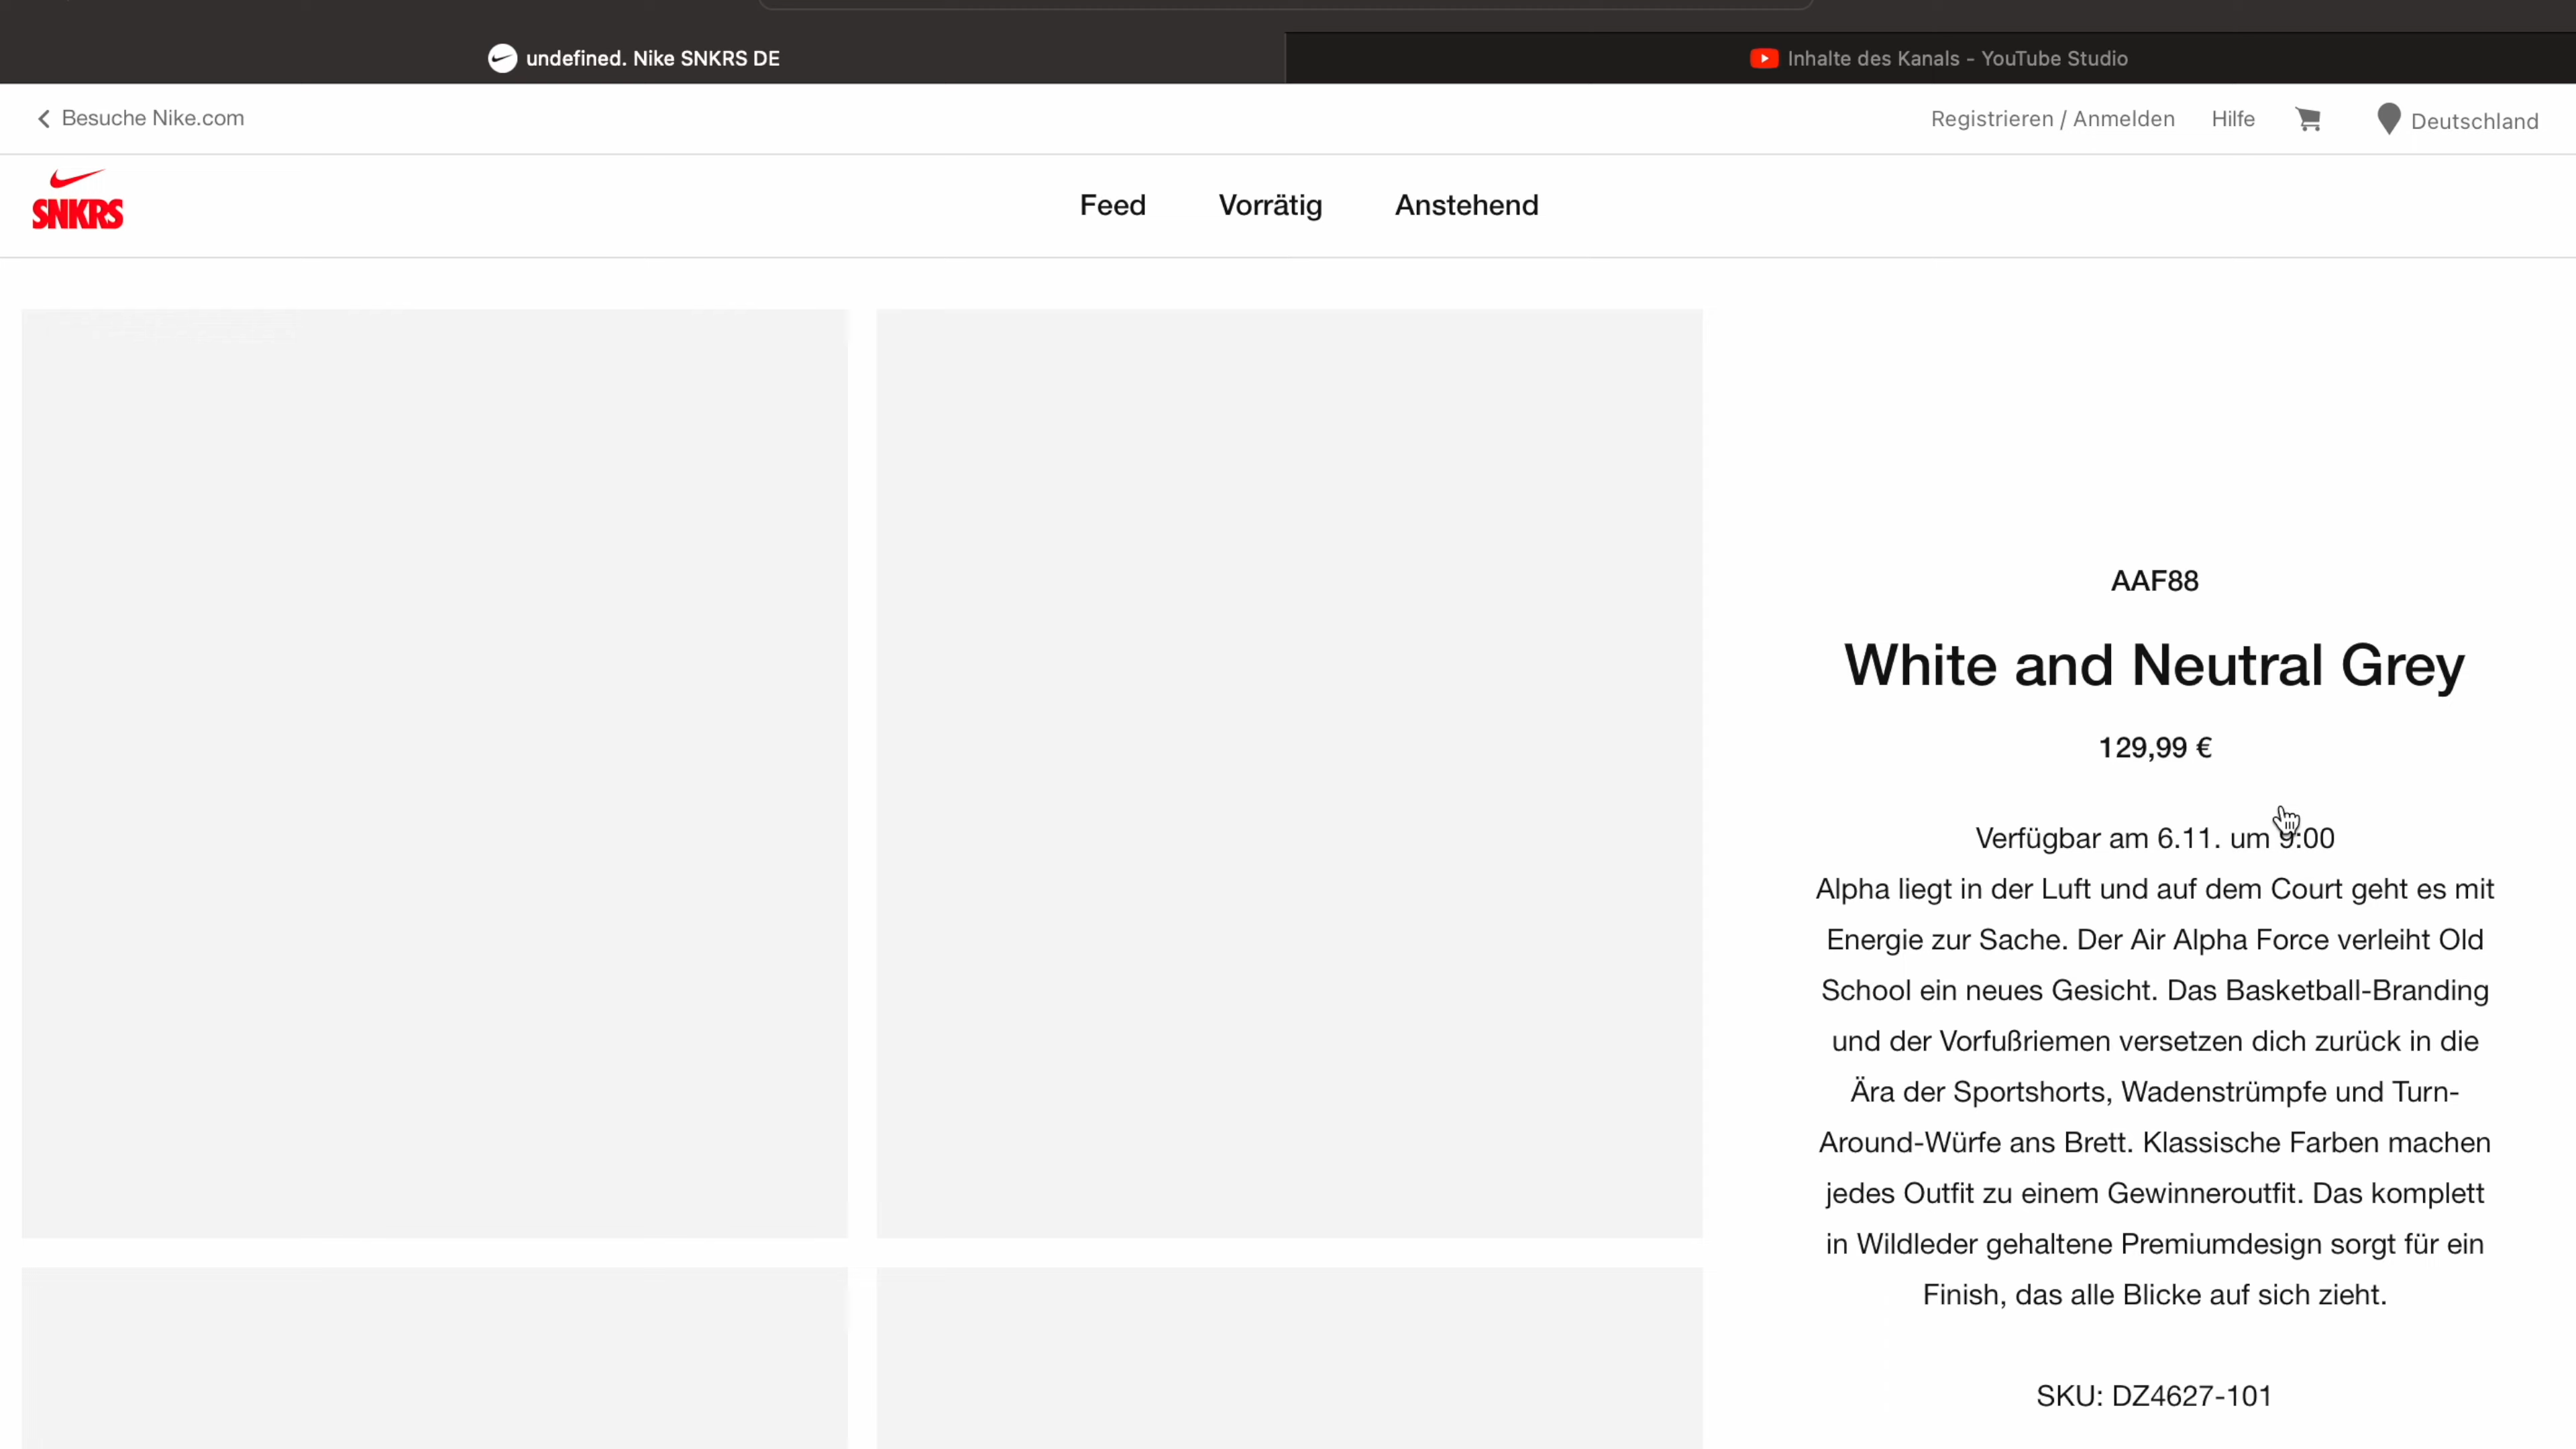 undefined. Nike SNKRS DE
Inhalte des Kanals - YouTube Studio
Besuche Nike.com
Registrieren / Anmelden
Hilfe
Deutschland
SNKRS
Feed
Vorrätig
Anstehend
AAF88
White and Neutral Grey
129,99 €
Verfügbar am 6.11. um 9:00
Alpha liegt in der Luft und auf dem Court geht es mit
Energie zur Sache. Der Air Alpha Force verleiht Old
School ein neues Gesicht. Das Basketball-Branding
und der Vorfußriemen versetzen dich zurück in die
Ära der Sportshorts, Wadenstrümpfe und Turn-
Around-Würfe ans Brett. Klassische Farben machen
jedes Outfit zu einem Gewinneroutfit. Das komplett
in Wildleder gehaltene Premiumdesign sorgt für ein
Finish, das alle Blicke auf sich zieht.
SKU: DZ4627-101